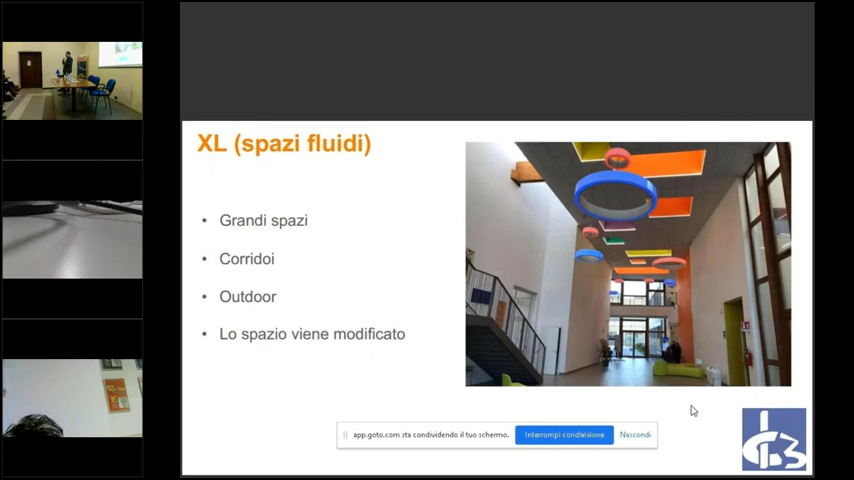 XL (spazi fluidi)
• Grandi spazi
• Corridoi
• Outdoor
• Lo spazio viene modificato
app.goto.com sta condividendo il tuo schermo.
Interrompi condivisione
Nascondi